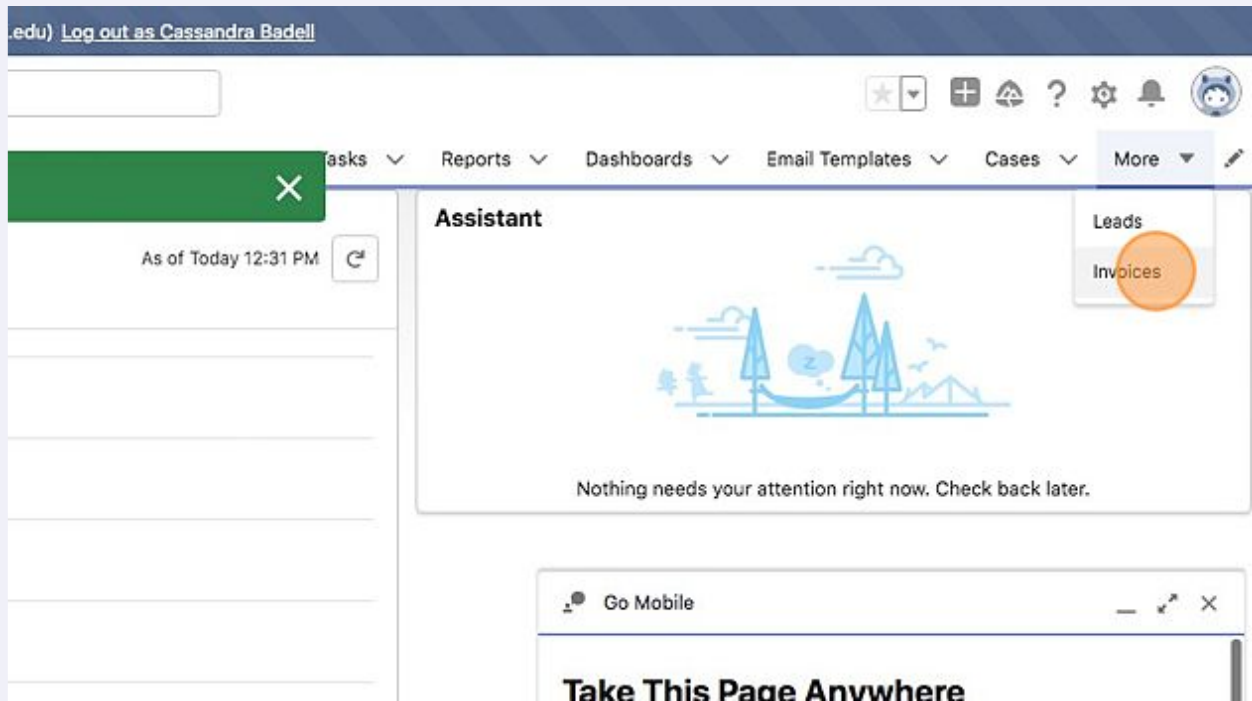 .edu) Log out as Cassandra Badell
Tasks Reports Dashboards Email Templates Cases More
Leads
Invoices
As of Today 12:31 PM
Assistant
z
Nothing needs your attention right now. Check back later.
Go Mobile
Take This Page Anywhere